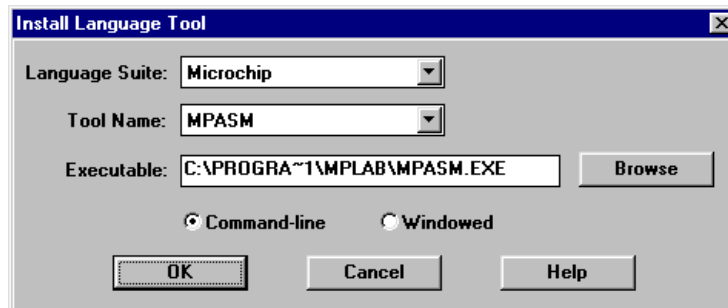 Install Language Tool
Language Suite: Microchip
Tool Name: MPASM
Executable: C:\PROGRA~1\MPLAB\MPASM.EXE Browse
Command-line Windowed
OK Cancel Help